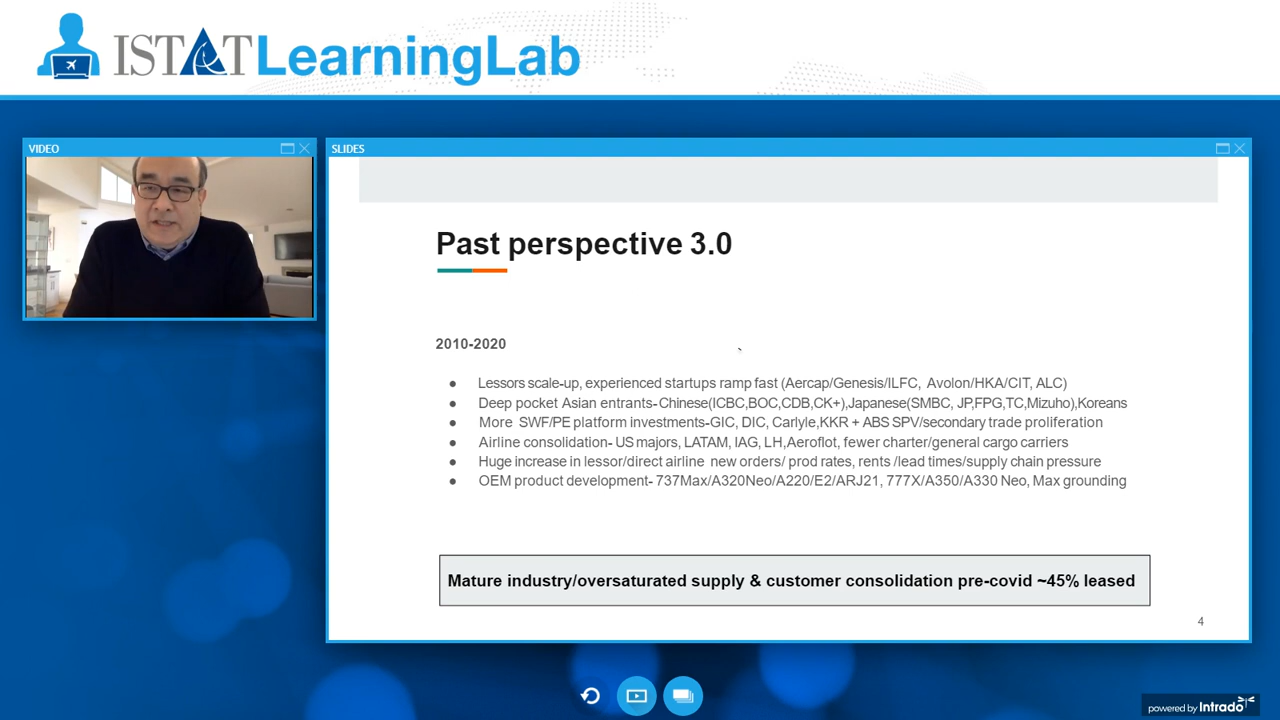 ISTAT LearningLab
VIDEO
SLIDES
Past perspective 3.0
2010-2020
`
● Lessors scale-up, experienced startups ramp fast (Aercap/Genesis/ILFC, Avolon/HKA/CIT, ALC)
● Deep pocket Asian entrants-Chinese(ICBC,BOC,CDB,CK+),Japanese(SMBC, JP,FPG,TC,Mizuho),Koreans
● More SWF/PE platform investments-GIC, DIC, Carlyle,KKR + ABS SPV/secondary trade proliferation
● Airline consolidation- US majors, LATAM, IAG, LH,Aeroflot, fewer charter/general cargo carriers
● Huge increase in lessor/direct airline new orders/ prod rates, rents /lead times/supply chain pressure
● OEM product development- 737Max/A320Neo/A220/E2/ARJ21, 777X/A350/A330 Neo, Max grounding
Mature industry/oversaturated supply & customer consolidation pre-covid ~45% leased
4
powered by Intrado